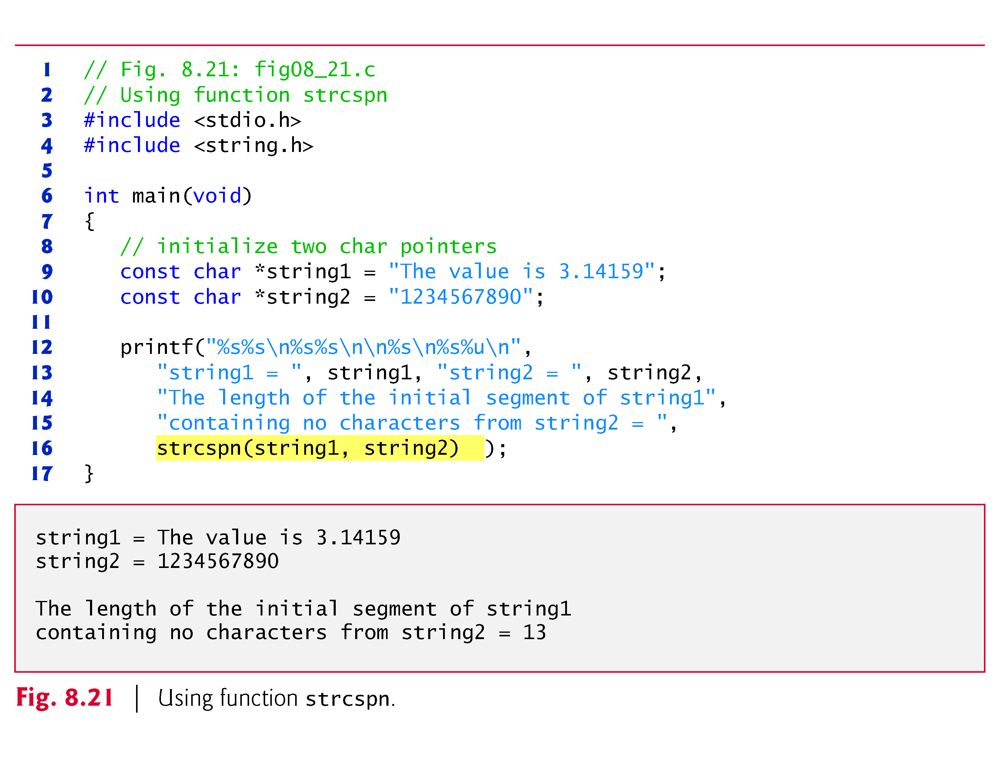 1 // Fig. 8.21: fig08_21.c
2 // Using function strcspn
3 #include <stdio.h>
4 #include <string.h>
5
6 int main(void)
7 {
8    // initialize two char pointers
9    const char *string1 = "The value is 3.14159";
10    const char *string2 = "1234567890";
11
12    printf("%s%s\n%s%s\n\n%s\n%s%u\n",
13       "string1 = ", string1, "string2 = ", string2,
14       "The length of the initial segment of string1",
15       "containing no characters from string2 = ",
16       strcspn(string1, string2)  );
17 }
string1 = The value is 3.14159
string2 = 1234567890
The length of the initial segment of string1
containing no characters from string2 = 13
Fig. 8.21 | Using function strcspn.